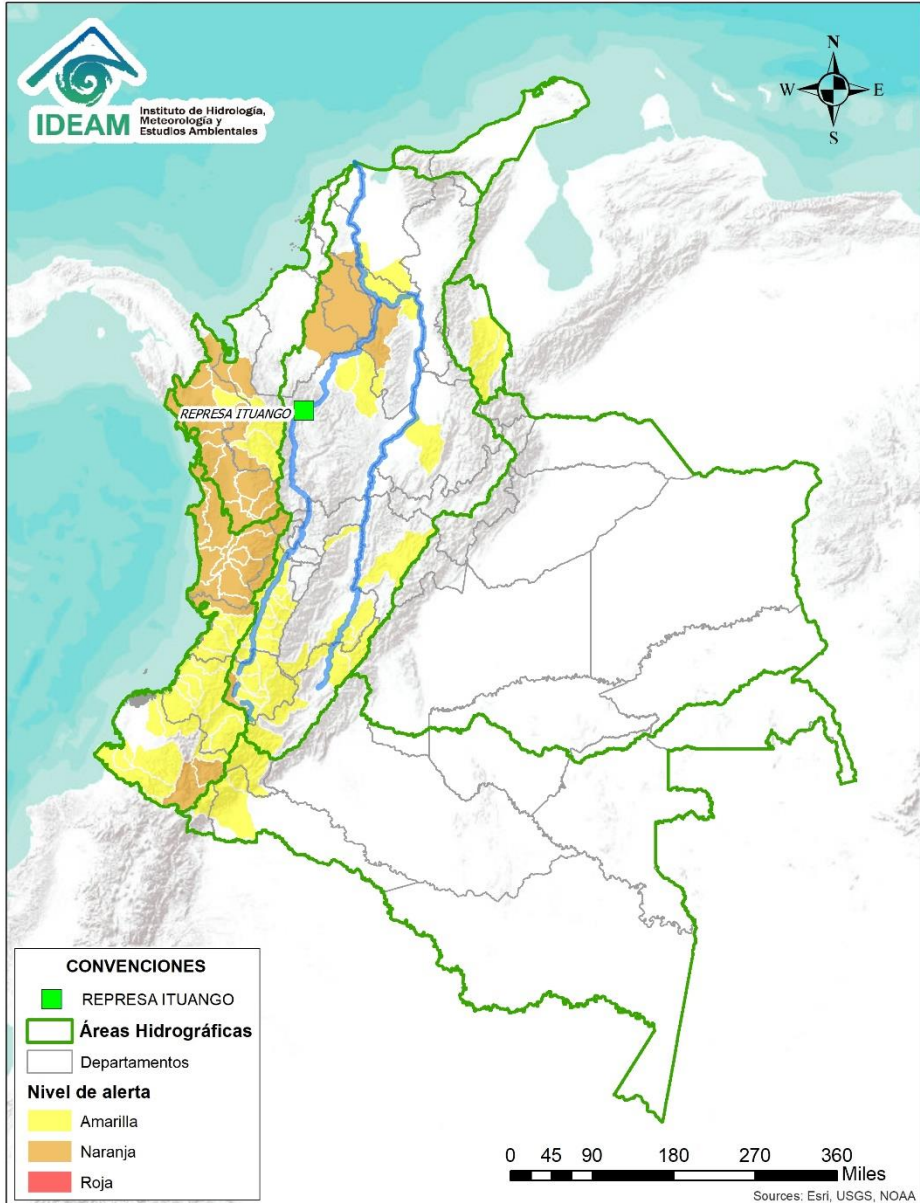 IDEAM
Instituto de Hidrología,
Meteorología y
Estudios Ambientales
N
W
E
S
REPRESA ITUANGO
CONVENCIONES
REPRESA ITUANGO
Áreas Hidrográficas
Departamentos
Nivel de alerta
Amarilla
Naranja
Roja
0 45 90 180 270 360
Miles
Sources: Esri, USGS, NOAA